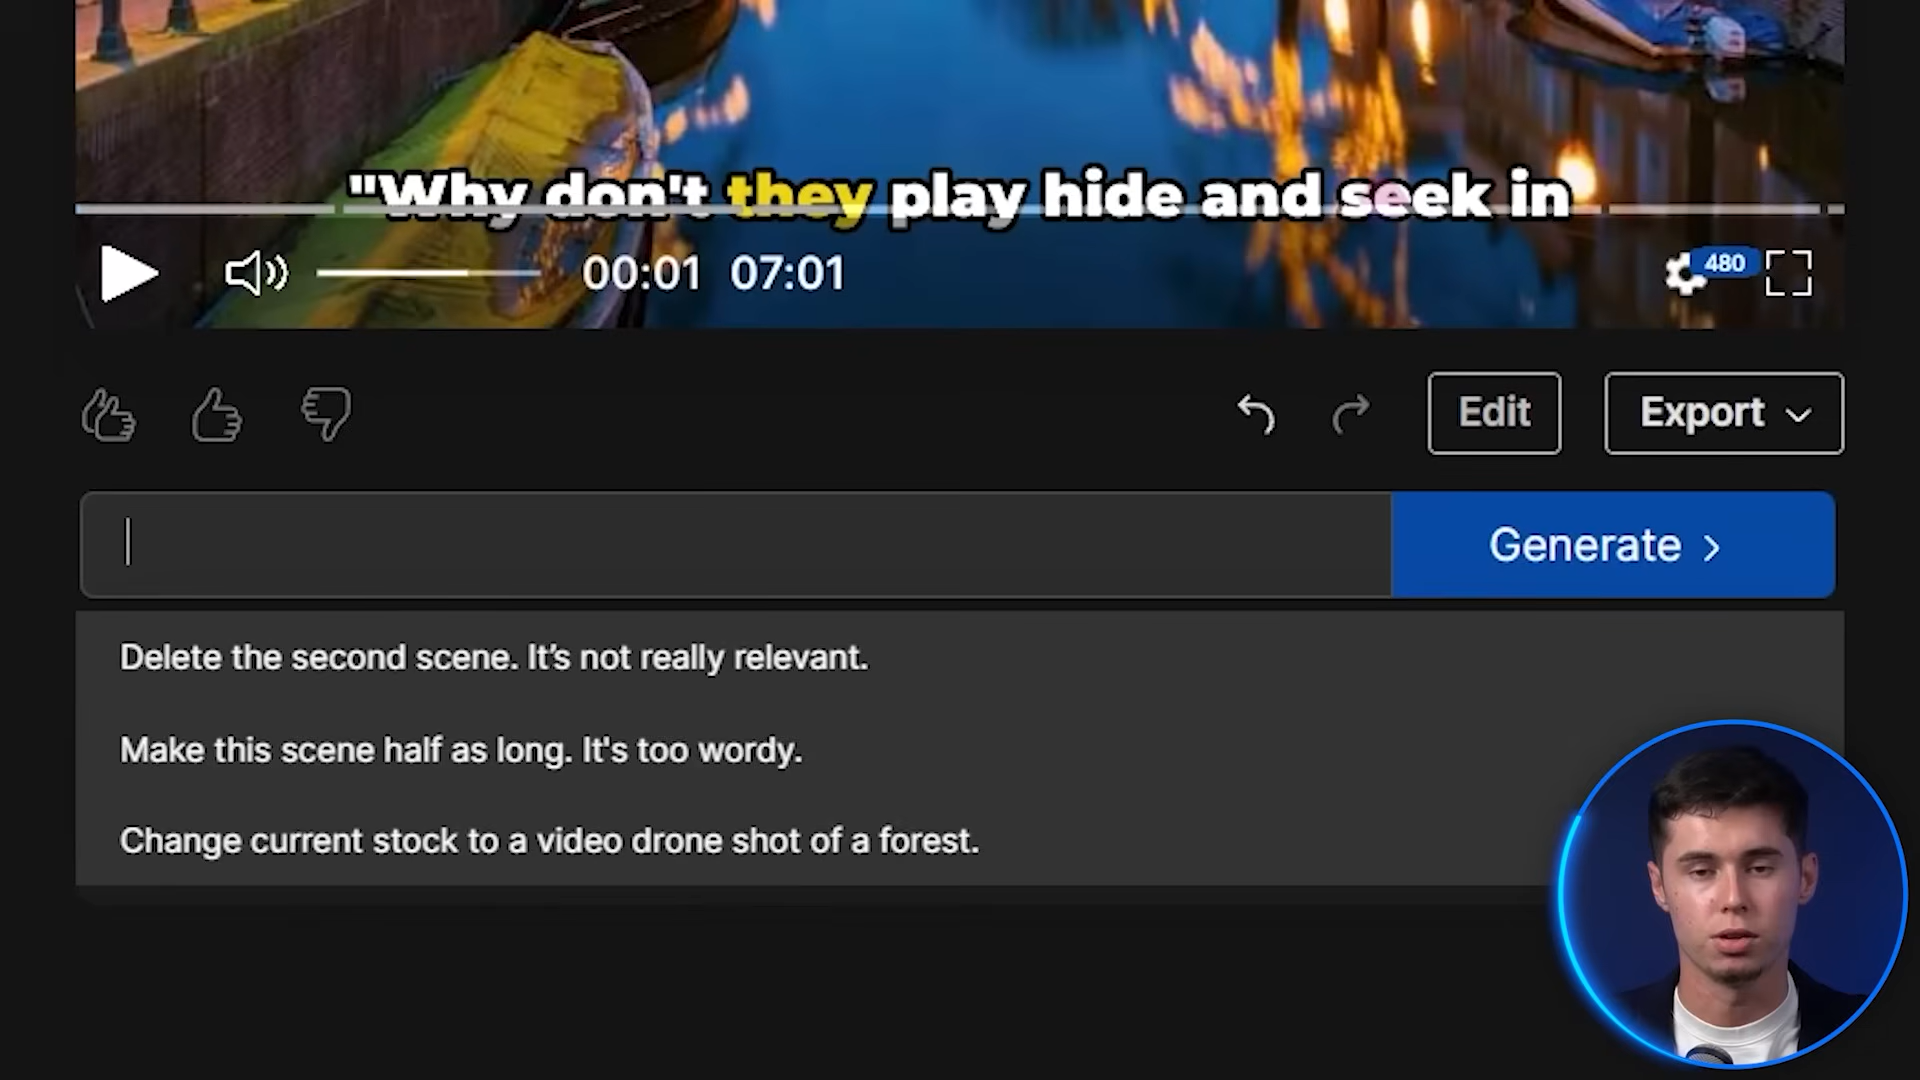 "Why don't they play hide and seek in
00:01 07:01
480
Edit
Export
Generate
Delete the second scene. It’s not really relevant.
Make this scene half as long. It's too wordy.
Change current stock to a video drone shot of a forest.